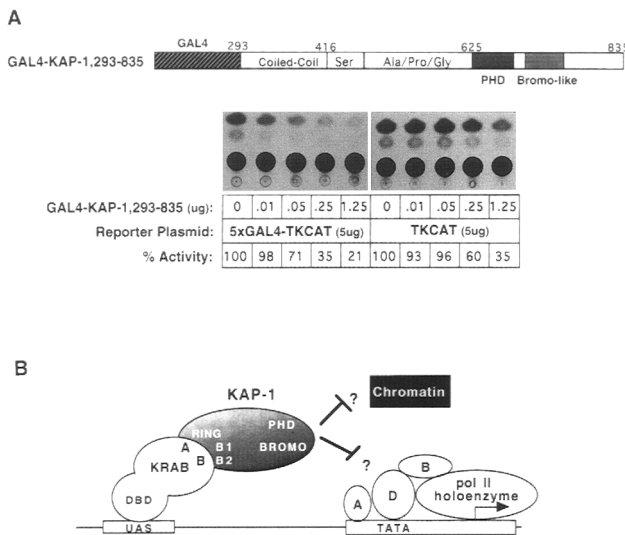 A
GAL4
293 416 625 835
GAL4-KAP-1,293-835
Coiled-Coil Ser Ala/Pro/Gly
PHD Bromo-like
GAL4-KAP-1,293-835 (ug): 0 .01 .05 .25 1.25 0 .01 .05 .25 1.25
Reporter Plasmid: 5xGAL4-TKCAT (5ug) TKCAT (5ug)
% Activity: 100 98 71 35 21 100 93 96 60 35
B
KAP-1
?
Chromatin
RING PHD
A B1 BROMO
KRAB B B2
?
DBD
B
A D pol II
holoenzyme
UAS TATA